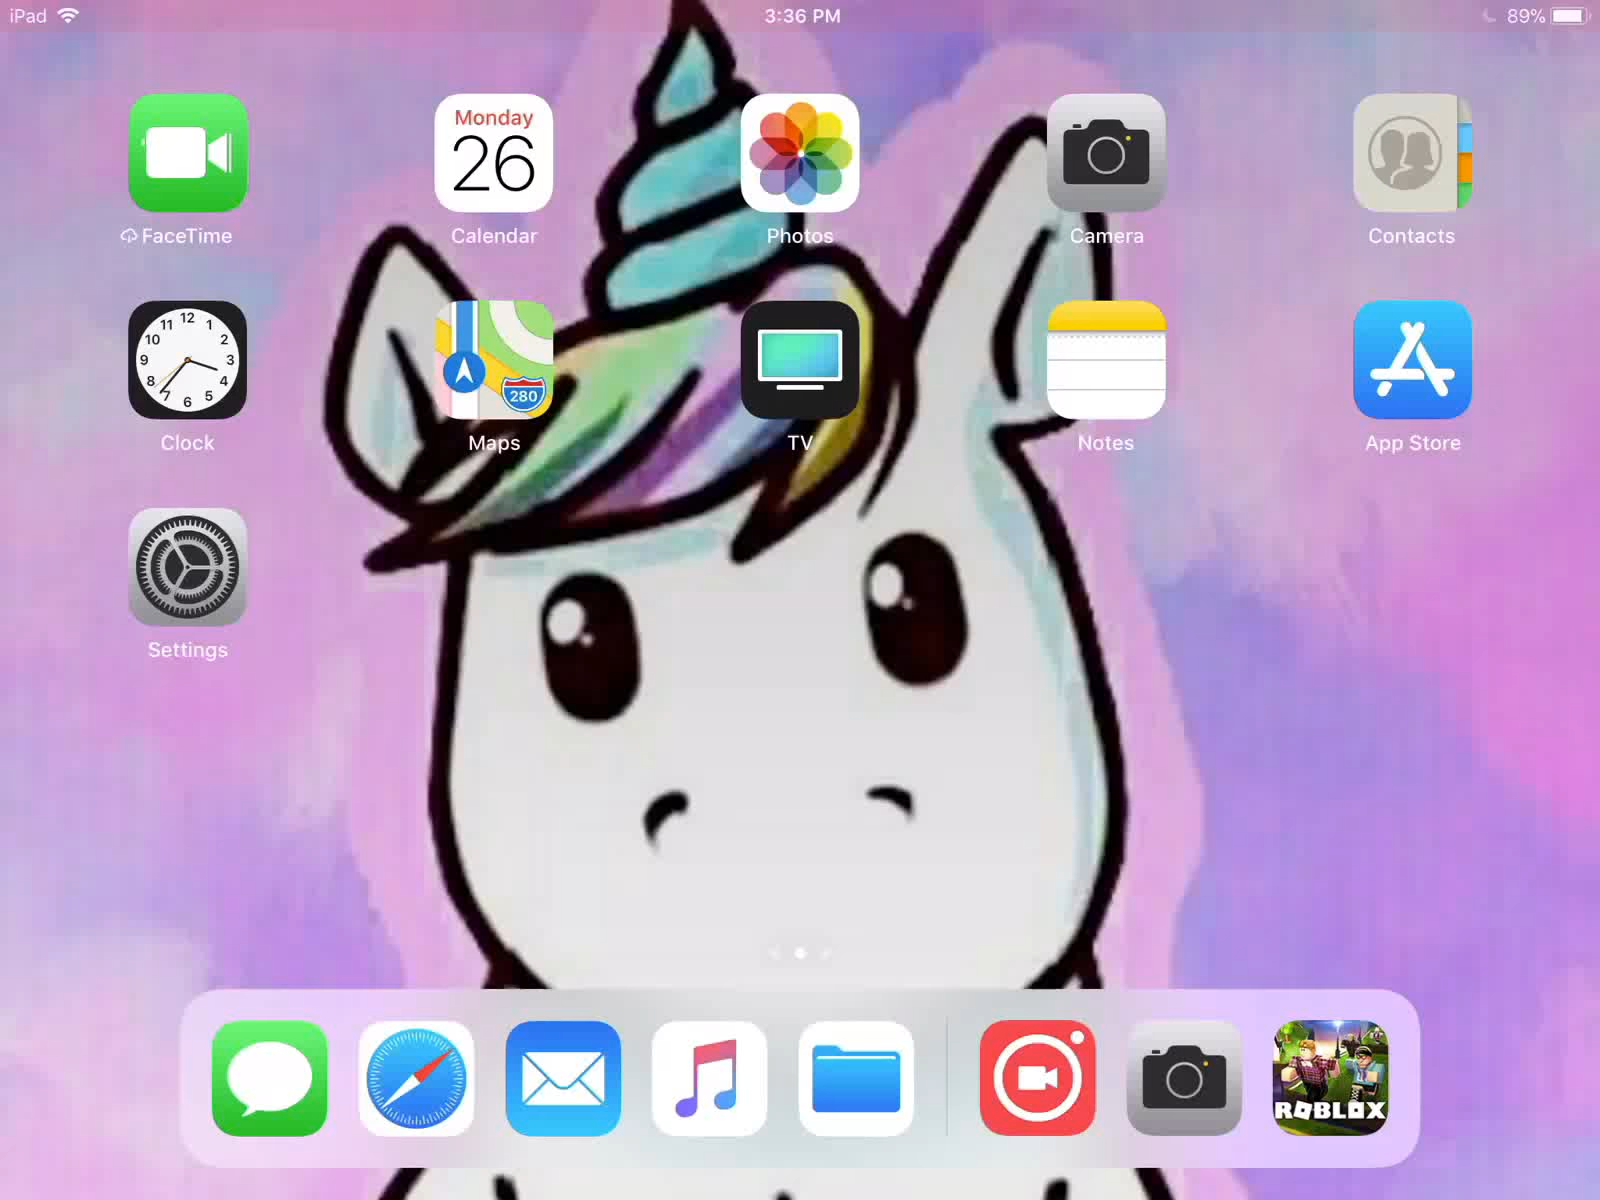 iPad 3:36 PM 89%
Monday
26
FaceTime Calendar Photos Camera Contacts
12
11 1
10 2
9 3
8 4
7 5
6
280
Clock Maps TV Notes App Store
Settings
ROBLOX